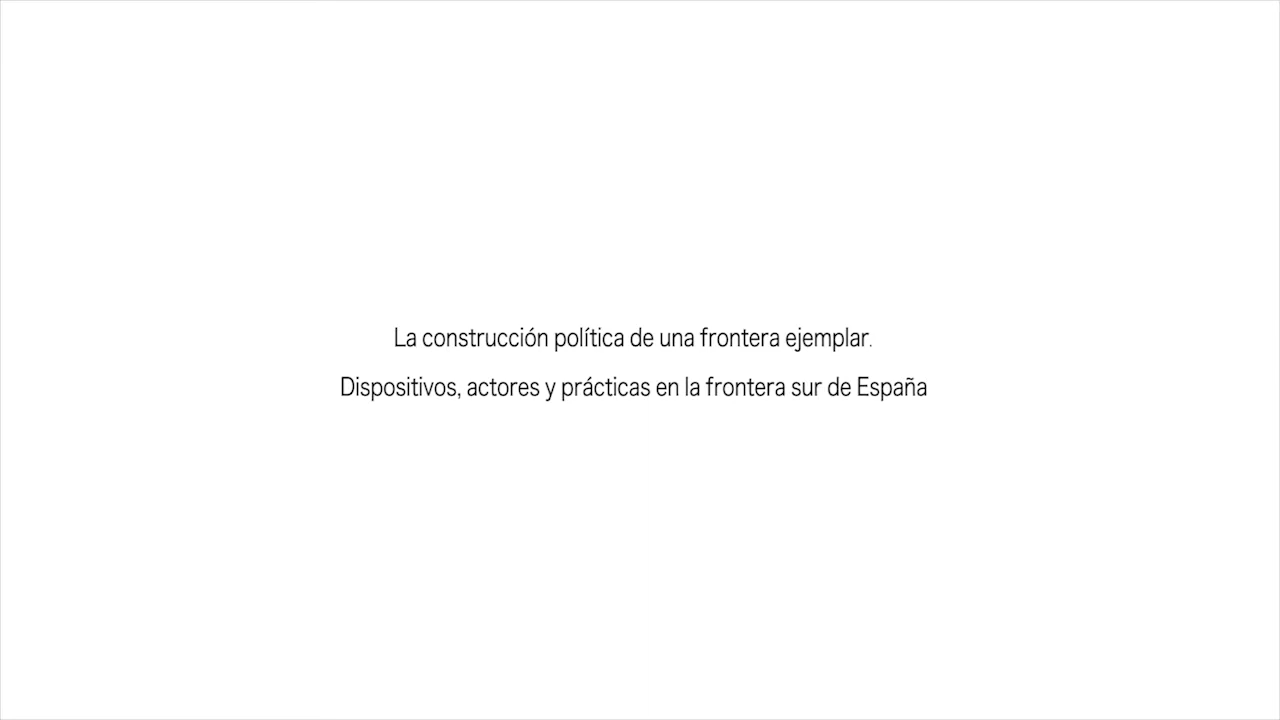 La construcción política de una frontera ejemplar.
Dispositivos, actores y prácticas en la frontera sur de España